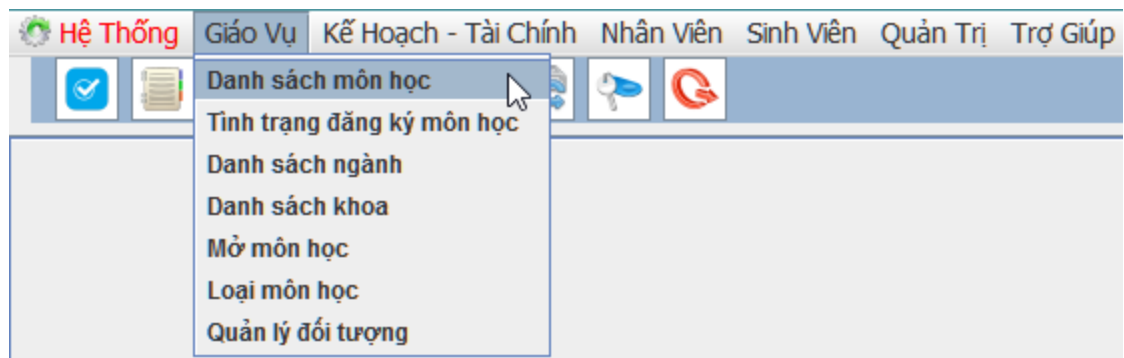 Hệ Thống Giáo Vụ Kế Hoạch - Tài Chính Nhân Viên Sinh Viên Quản Trị Trợ Giúp
Danh sách môn học
Tình trạng đăng ký môn học
Danh sách ngành
Danh sách khoa
Mở môn học
Loại môn học
Quản lý đối tượng